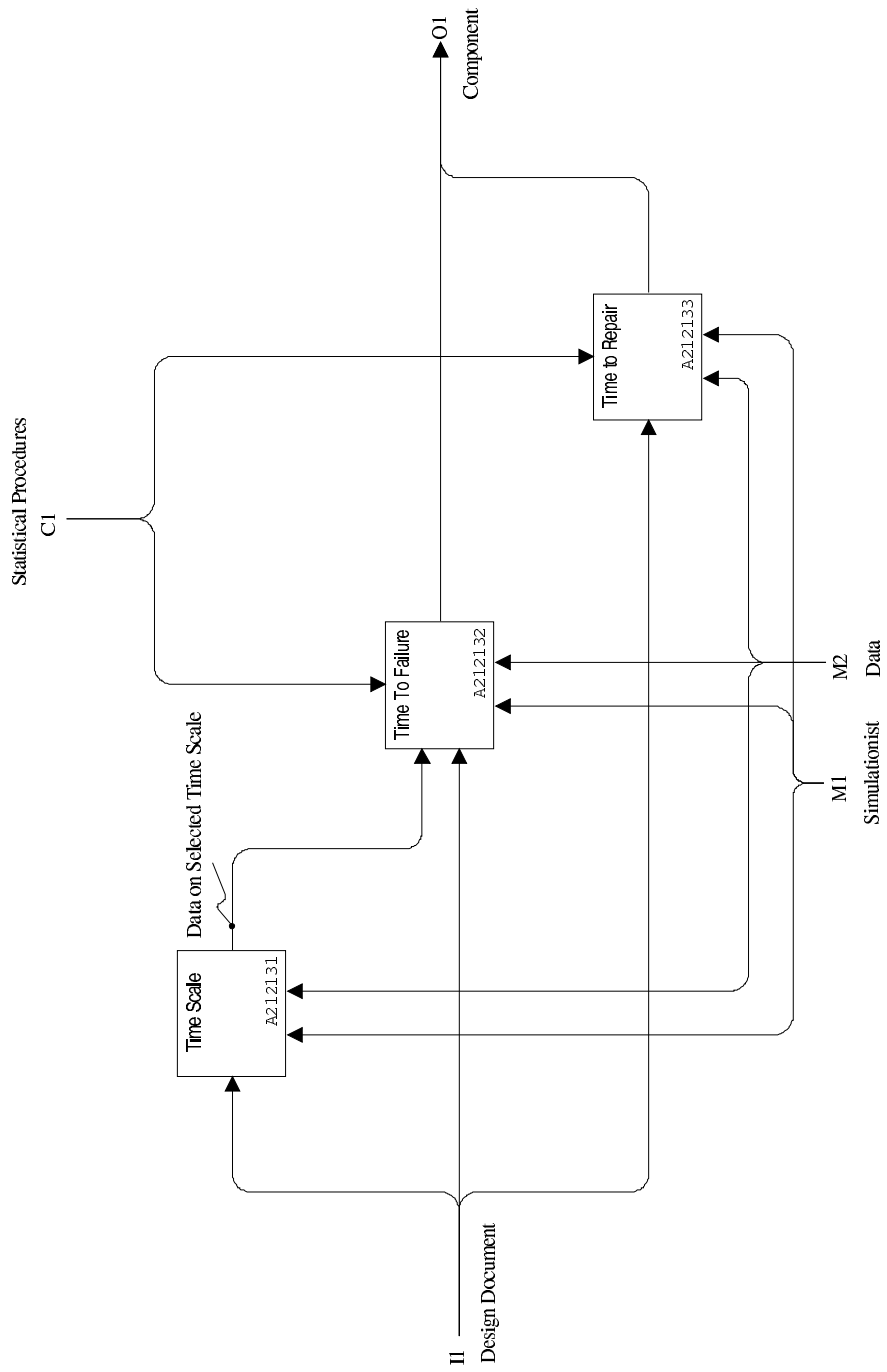 Statistical Procedures
C1
Data on Selected Time Scale
Time Scale
A212131
Time To Failure
A212132
Time to Repair
A212133
I1
Design Document
O1
Component
M1
Simulationist
M2
Data